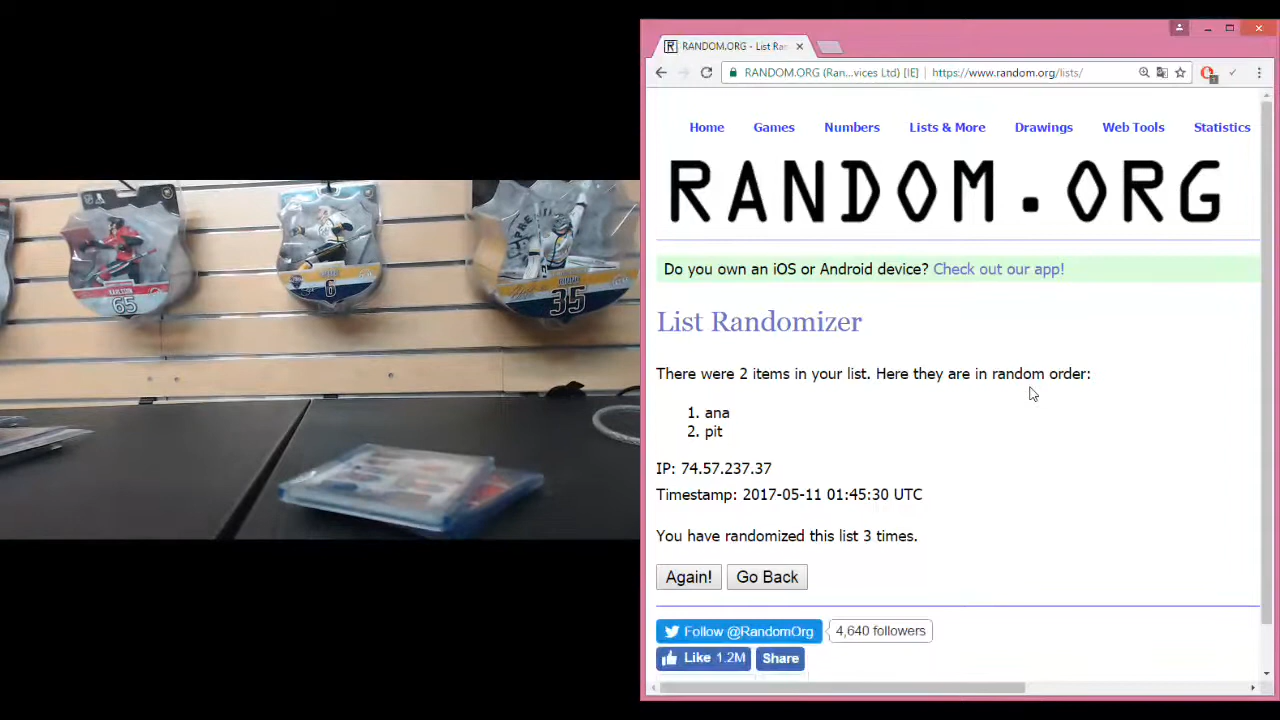 RANDOM.ORG - List Ra
RANDOM.ORG (Ran...vices Ltd) [IE]
https://www.random.org/lists/
Home Games Numbers Lists & More Drawings Web Tools Statistics
RANDOM.ORG
Do you own an iOS or Android device? Check out our app!
List Randomizer
There were 2 items in your list. Here they are in random order:
1. ana
2. pit
IP: 74.57.237.37
Timestamp: 2017-05-11 01:45:30 UTC
You have randomized this list 3 times.
Again! Go Back
Follow @RandomOrg 4,640 followers
Like 1.2M Share
65
6
35